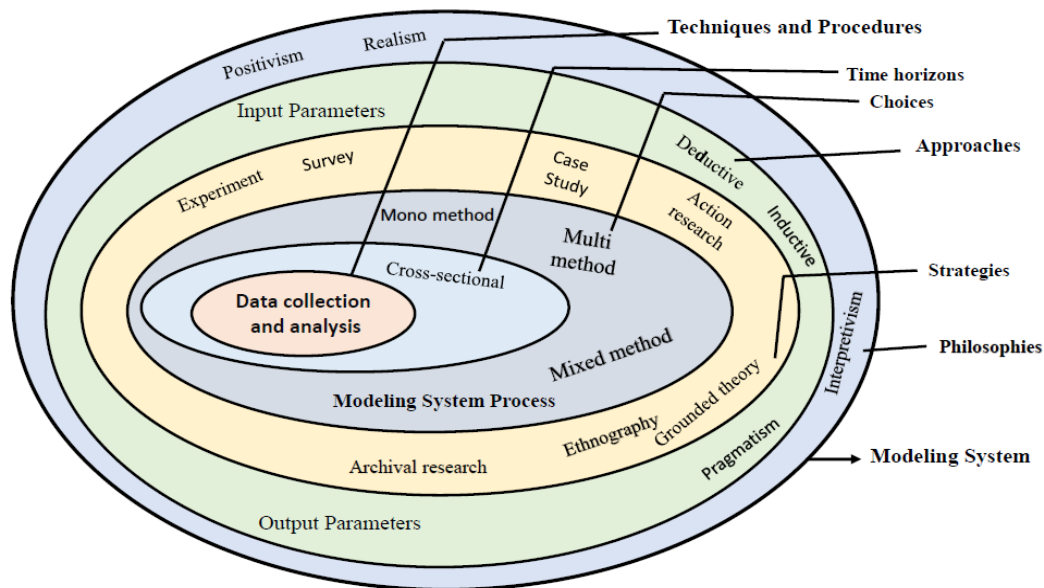 Techniques and Procedures
Realism
Positivism
Time horizons
Choices
Input Parameters
Deductive
Approaches
Survey
Case
Study
Experiment
Action
research
Inductive
Mono method
Multi
method
Cross-sectional
Strategies
Data collection
and analysis
Interpretivism
Philosophies
Mixed method
Modeling System Process
Grounded theory
Ethnography
Pragmatism
Modeling System
Archival research
Output Parameters